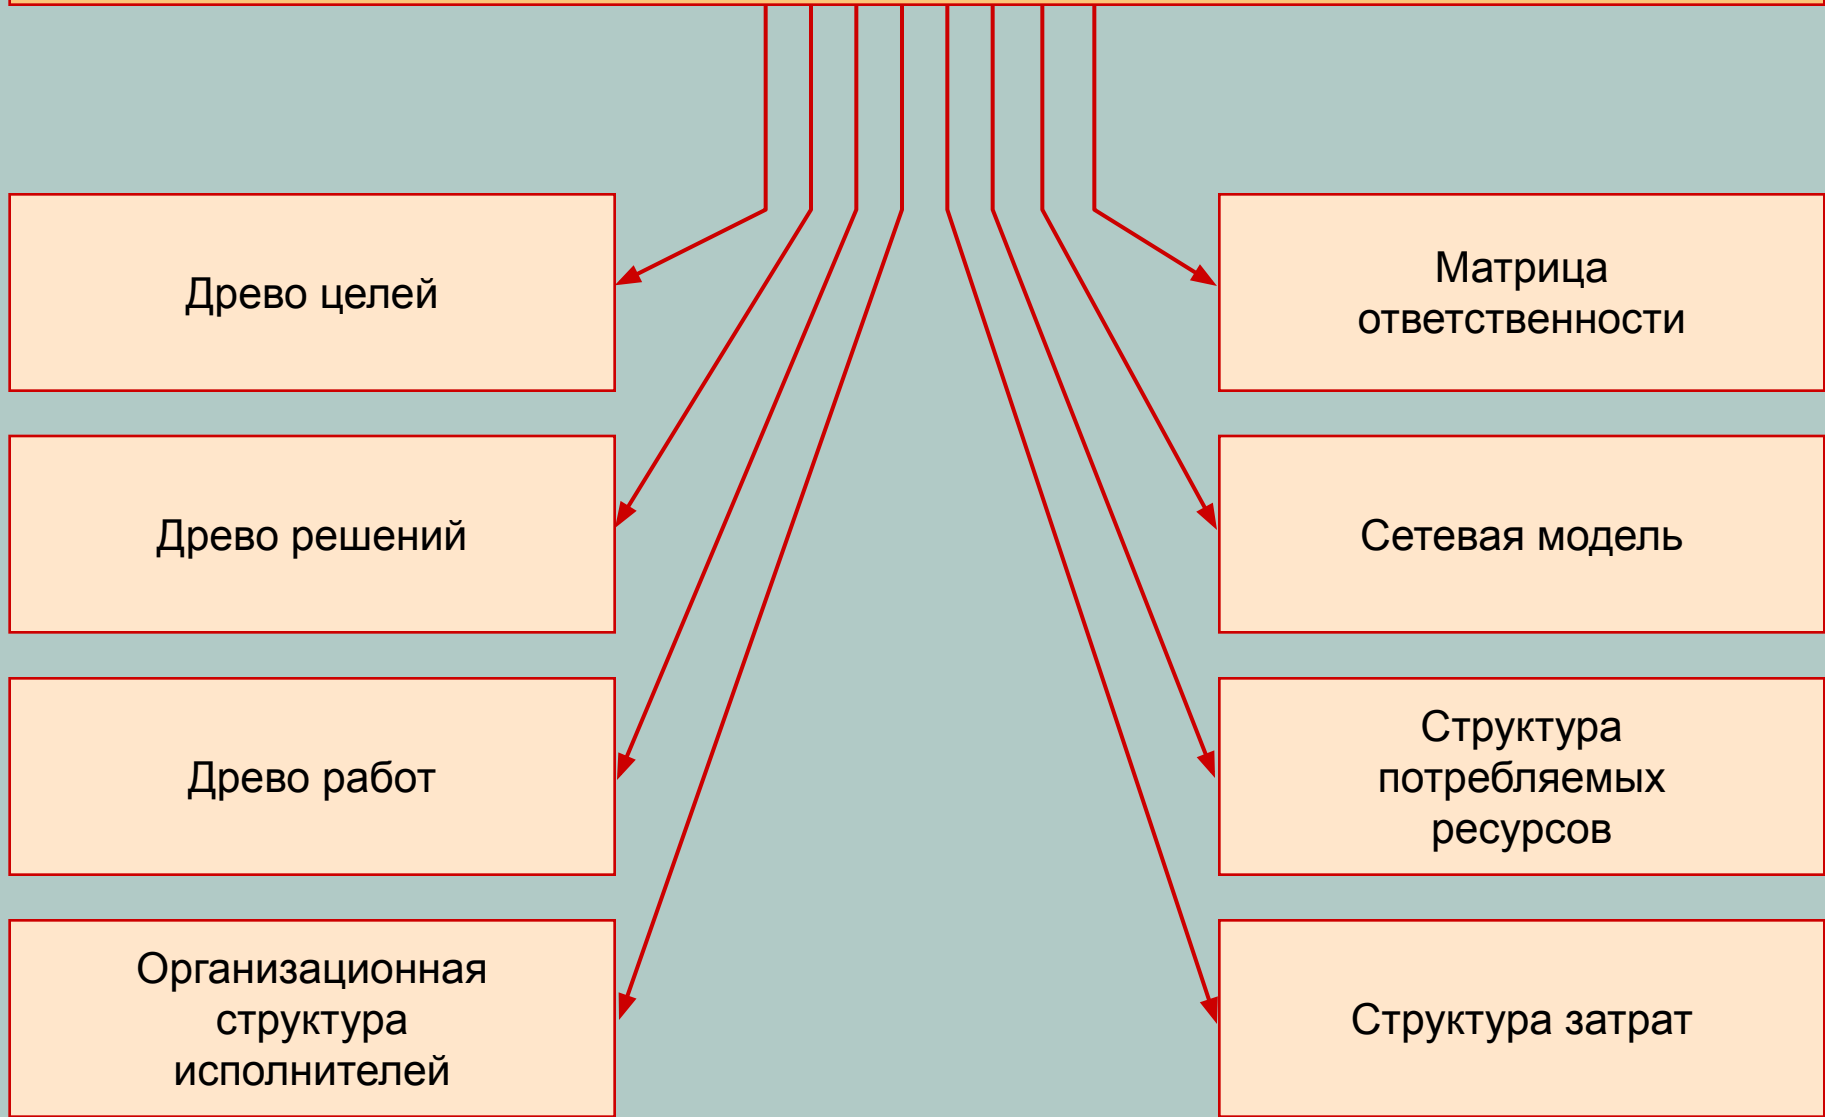 Древо целей
Древо решений
Древо работ
Организационная
структура
исполнителей
Матрица
ответственности
Сетевая модель
Структура
потребляемых
ресурсов
Структура затрат